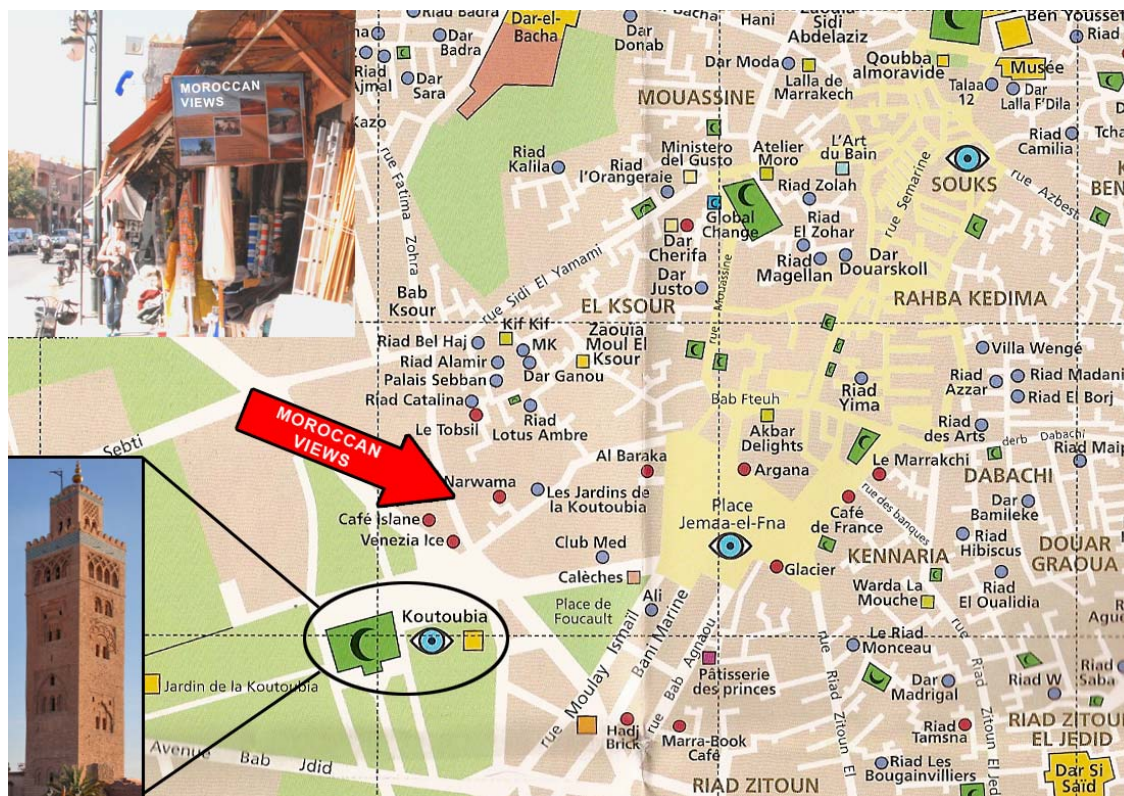 MOROCCAN
VIEWS
Riad Badra
Dar
Badra
Riad
Ajmal
Dar
Sara
Kazo
Dar-el-
Bacha
Dar
Donab
Bacha
Hani
Zaouia
Sidi
Abdelaziz
Dar Moda
Lalla de
Marrakech
MOUASSINE
Qoubba
almoravide
Ben Youssef
Musée
Talaa
12
Dar
Lalla F'Dila
Riad
Camilia
rue Azbest
SOUKS
rue Semarine
Riad
Kallila
Riad
l'Orangeraie
Ministero
del Gusto
Atelier
Moro
L'Art
du Bain
Riad Zolah
Global
Change
Riad
El Zohar
Dar
Cherifa
Riad
Magellan
Dar
Douarskoll
Dar
Justo
rue Mouassine
RAHBA KEDIMA
EL KSOUR
rue Fatima
Zohra
Bab
Ksour
rue Sidi El Yamami
Kif Kif
MK
Zaouia
Moul El
Ksour
Riad Bel Haj
Riad Alamir
Dar Ganou
Palais Sebban
Riad Catalina
Le Tobsil
Riad
Lotus Ambre
Villa Wengé
Riad
Azzar
Riad Madani
Riad El Borj
Riad
Yima
Bab Fteuh
Akbar
Delights
Riad
des Arts
derb Dabachi
Riad Maip
DABACHI
Le Marrakchi
MOROCCAN
VIEWS
Sebti
Al Baraka
Argana
Narwama
Les Jardins de
la Koutoubia
Café Islane
Venezia Ice
Place
Jemaa-el-Fna
Café
de France
rue des banques
Dar
Bamileke
Riad
Hibiscus
DOUAR
GRAOUA
KENNARIA
Club Med
Calèches
Glacier
Riad
El Oualidia
Warda La
Mouche
Place de
Foucault
Ali
Koutoubia
Jardin de la Koutoubia
rue Moulay Ismaïl
Bani Marine
rue Bab Agnaou
Pâtisserie
des princes
Le Riad
Monceau
Dar
Madrigal
Riad W
Riad
Saba
rue Riad Zitoun El Jed
rue Riad Zitoun El
Riad
Tamsna
RIAD ZITOUN
EL JEDID
Hadj
Brick
Marra-Book
Café
Avenue Bab Jdid
RIAD ZITOUN
Riad Les
Bougainvilliers
Dar Si
Saïd